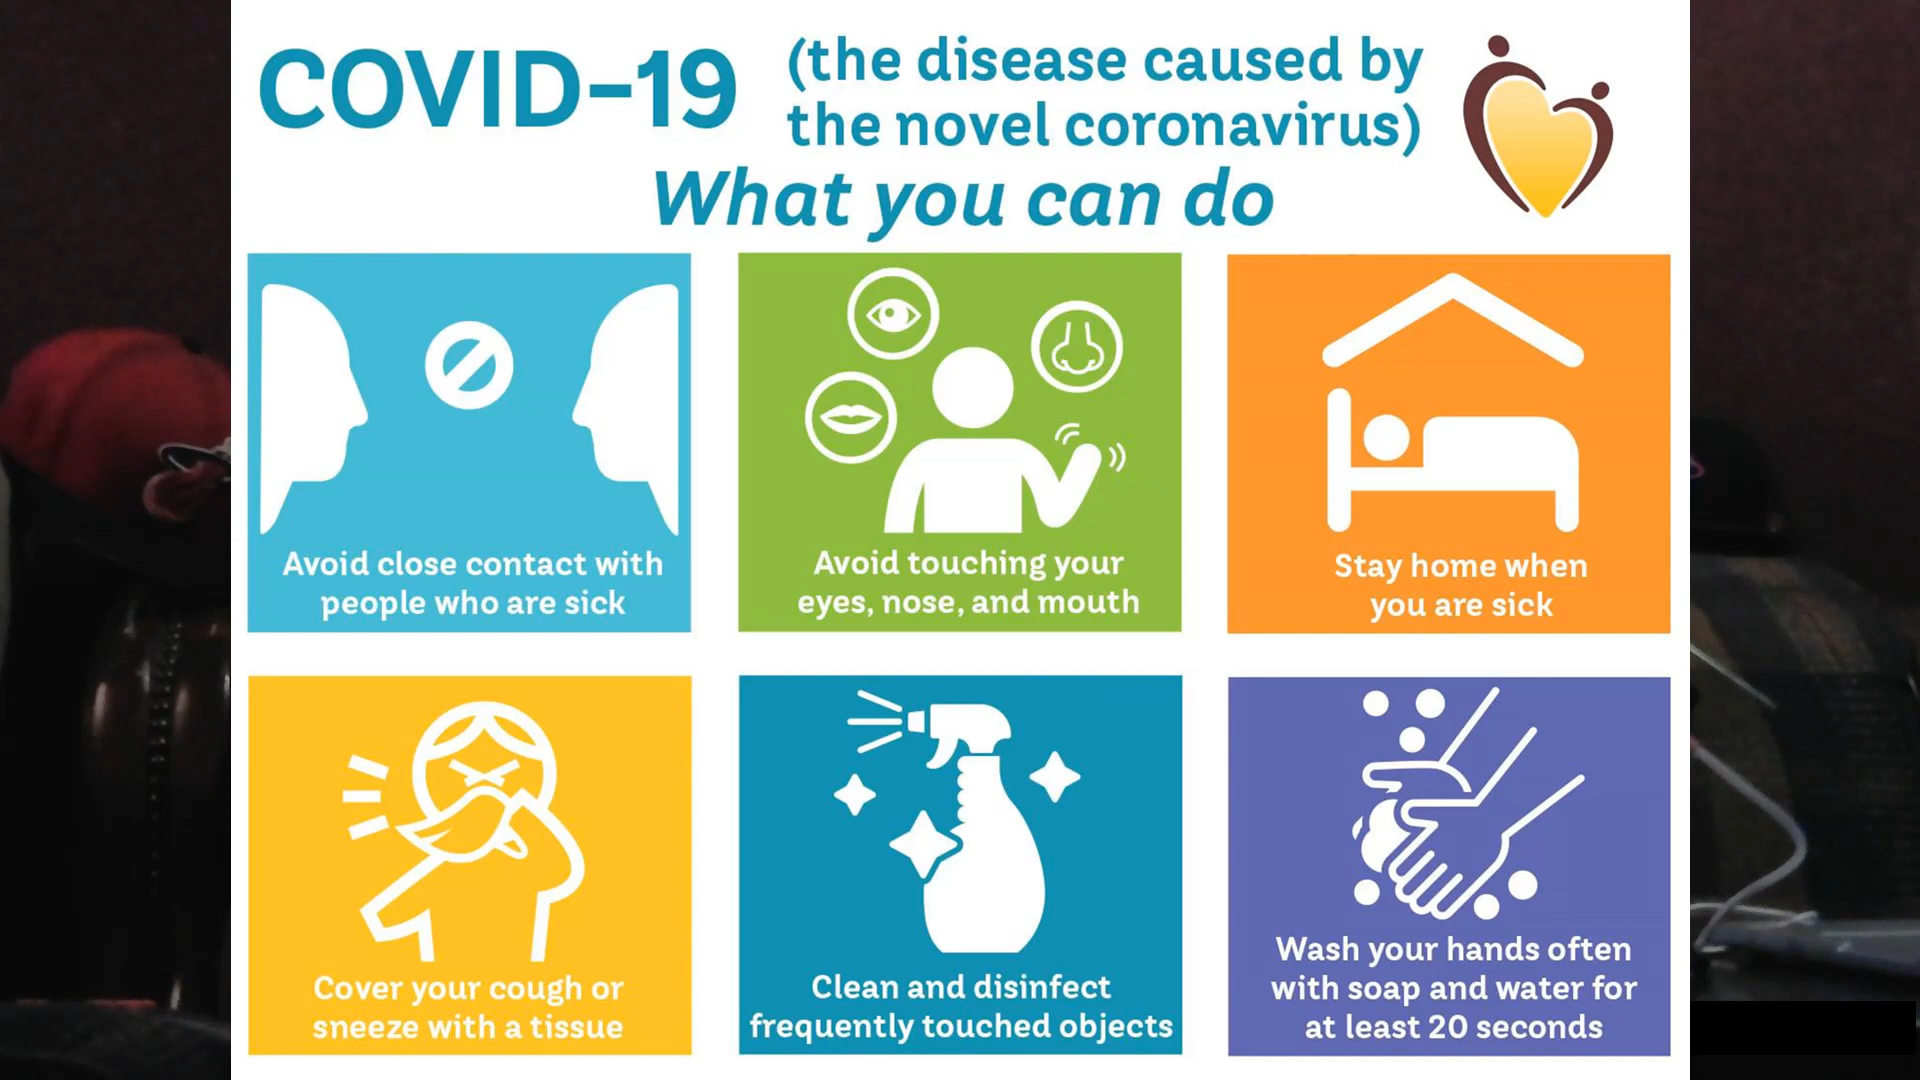 COVID-19
(the disease caused by
the novel coronavirus)
What you can do
Avoid close contact with
people who are sick
Avoid touching your
eyes, nose, and mouth
Stay home when
you are sick
Cover your cough or
sneeze with a tissue
Clean and disinfect
frequently touched objects
Wash your hands often
with soap and water for
at least 20 seconds